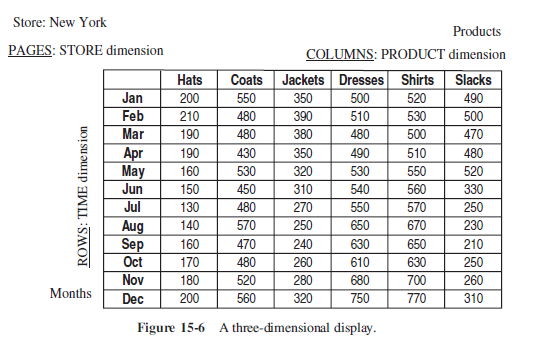 Store: New York
Products
PAGES: STORE dimension
COLUMNS: PRODUCT dimension
Hats Coats Jackets Dresses Shirts Slacks
Jan 200 550 350 500 520 490
Feb 210 480 390 510 530 500
Mar 190 480 380 480 500 470
Apr 190 430 350 490 510 480
May 160 530 320 530 550 520
Jun 150 450 310 540 560 330
Jul 130 480 270 550 570 250
Aug 140 570 250 650 670 230
Sep 160 470 240 630 650 210
Oct 170 480 260 610 630 250
Nov 180 520 280 680 700 260
Dec 200 560 320 750 770 310
ROWS: TIME dimension
Months
Figure 15-6 A three-dimensional display.